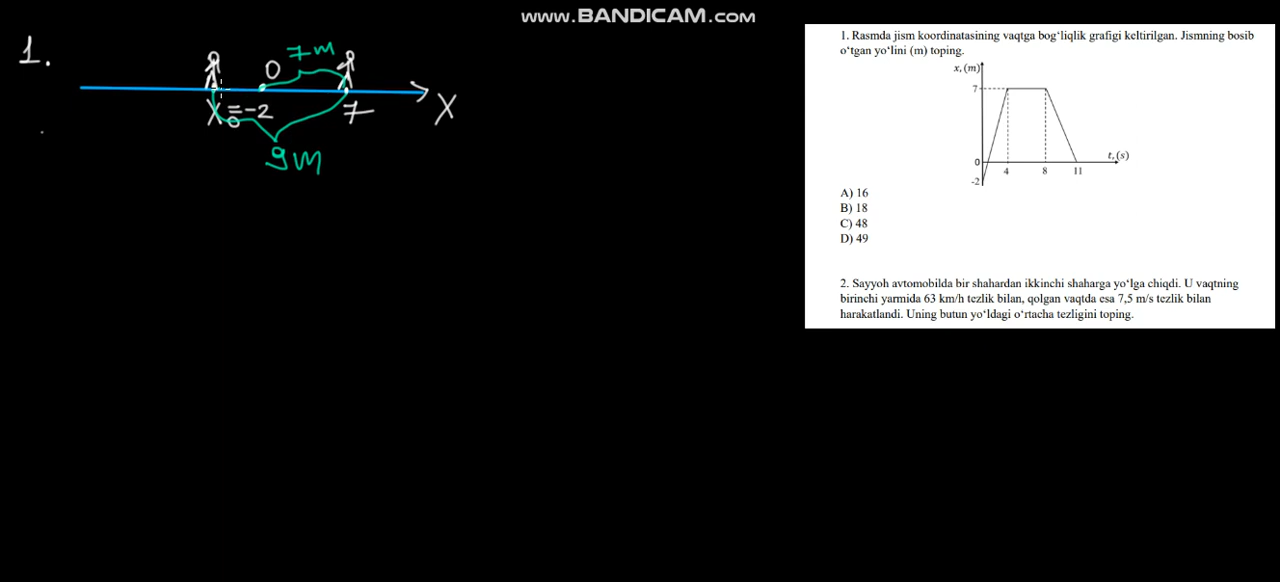 www.BANDICAM.com
1.
0 7m
X₀=-2 7 X
9m
1. Rasmda jism koordinatasining vaqtga bog‘liqlik grafigi keltirilgan. Jismning bosib
o‘tgan yo‘lini (m) toping.
x, (m)
7
0
-2
4 8 11
t, (s)
A) 16
B) 18
C) 48
D) 49
2. Sayyoh avtomobilda bir shahardan ikkinchi shaharga yo‘lga chiqdi. U vaqtning
birinchi yarmida 63 km/h tezlik bilan, qolgan vaqtda esa 7,5 m/s tezlik bilan
harakatlandi. Uning butun yo‘ldagi o‘rtacha tezligini toping.